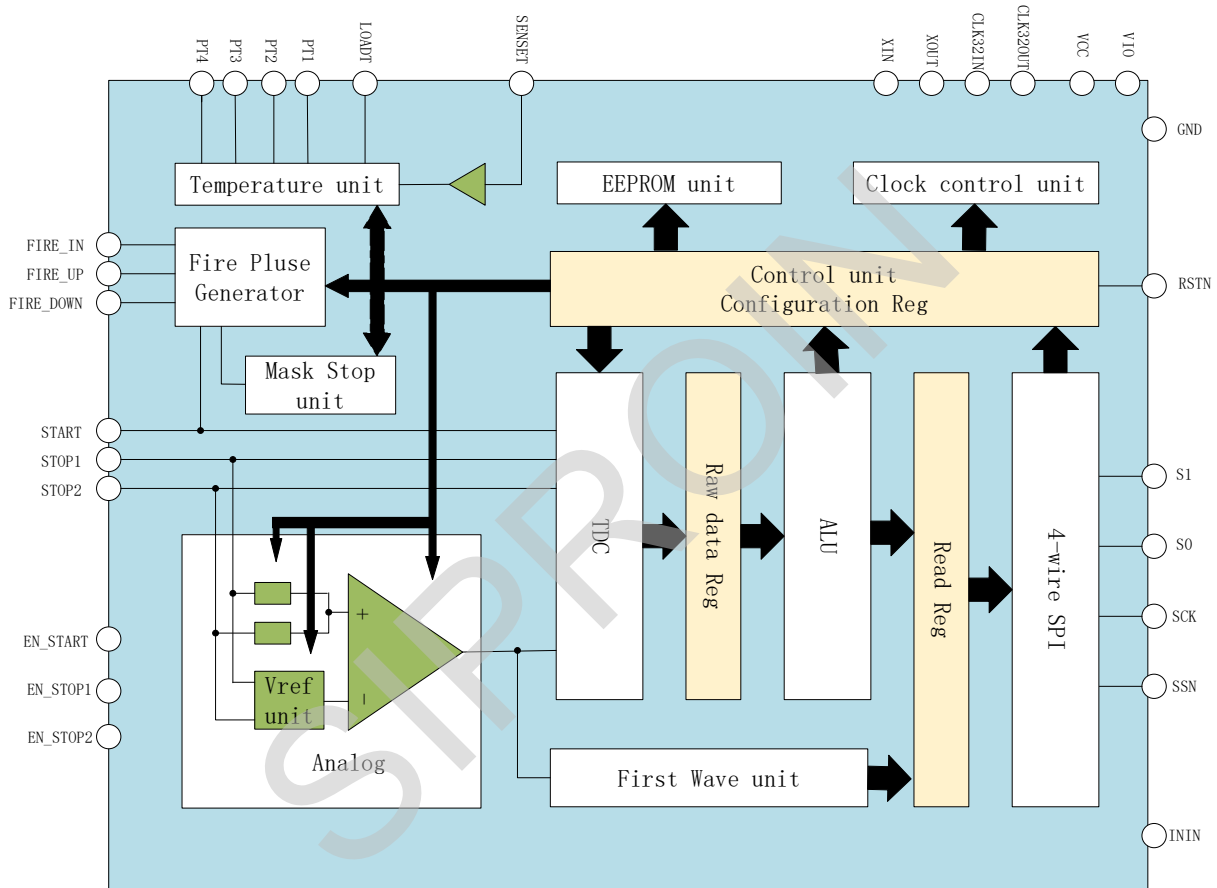 PT4
PT3
PT2
PT1
LOADT
SENSET
XIN
XOUT
CLK32IN
CLK32OUT
VCC
VIO
GND
Temperature unit
EEPROM unit
Clock control unit
FIRE_IN
FIRE_UP
FIRE_DOWN
Fire Pluse
Generator
Control unit
Configuration Reg
RSTN
Mask Stop
unit
START
STOP1
STOP2
TDC
Raw data Reg
ALU
Read Reg
4-wire SPI
S1
SO
SCK
SSN
EN_START
EN_STOP1
EN_STOP2
+
-
Vref
unit
Analog
First Wave unit
ININ
SIPROIN